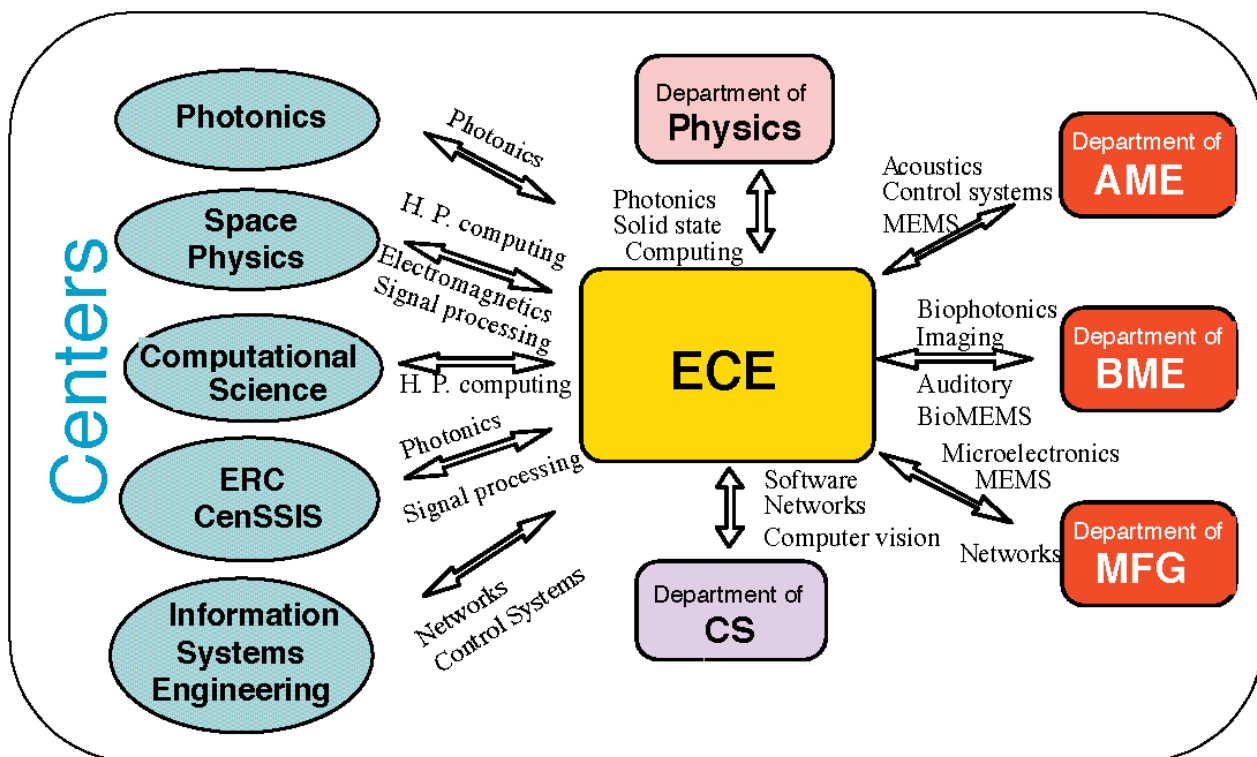 Centers
Photonics
Space
Physics
Computational
Science
ERC
CenSSIS
Information
Systems
Engineering
Photonics
H. P. computing
Electromagnetics
Signal processing
H. P. computing
Photonics
Signal processing
Networks
Control Systems
Department of
Physics
Photonics
Solid state
Computing
ECE
Software
Networks
Computer vision
Department of
CS
Acoustics
Control systems
MEMS
Department of
AME
Biophotonics
Imaging
Auditory
BioMEMS
Department of
BME
Microelectronics
MEMS
Networks
Department of
MFG